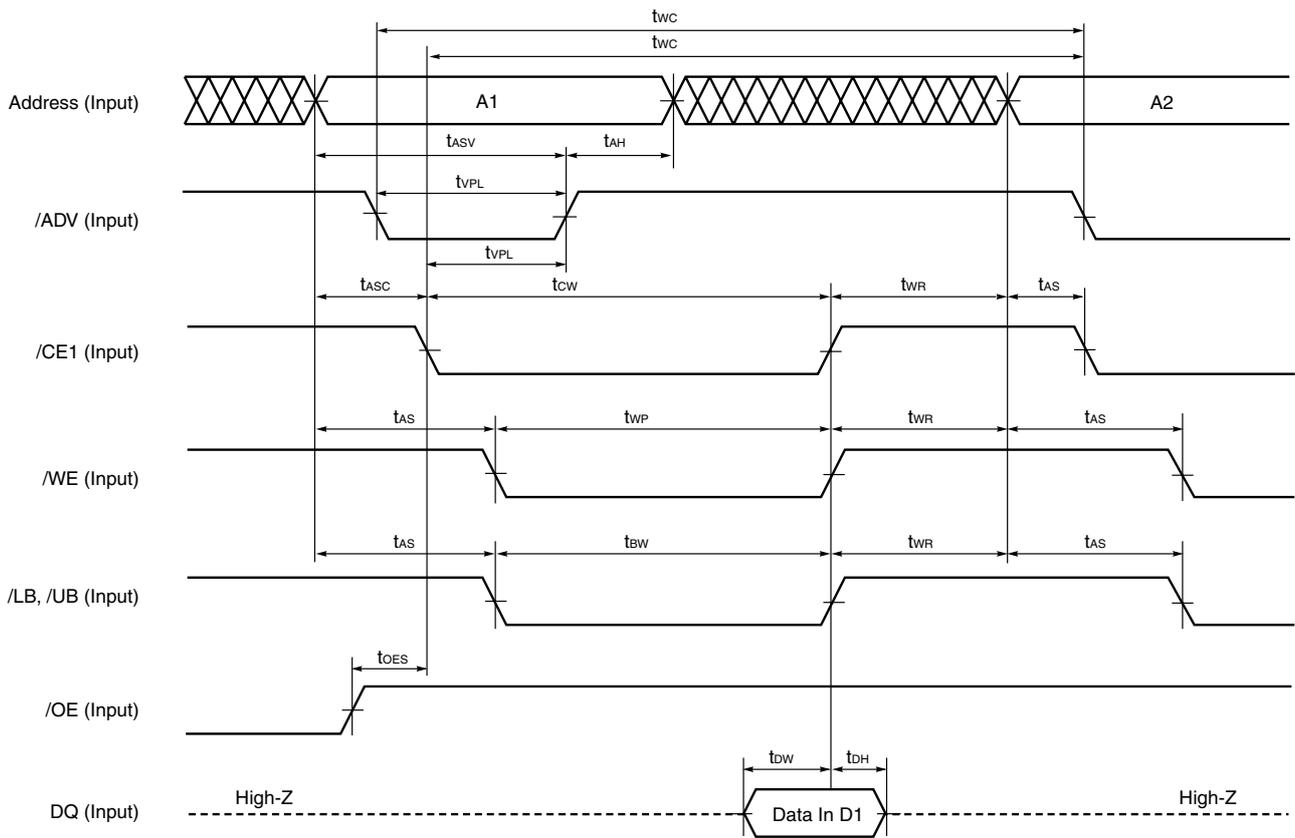 tWC
tWC
Address (Input)
A1
A2
tASV
tAH
tVPL
/ADV (Input)
tVPL
tASC
tCW
tWR
tAS
/CE1 (Input)
tAS
tWP
tWR
tAS
/WE (Input)
tAS
tBW
tWR
tAS
/LB, /UB (Input)
tOES
/OE (Input)
tDW
tDH
High-Z
High-Z
DQ (Input)
Data In D1